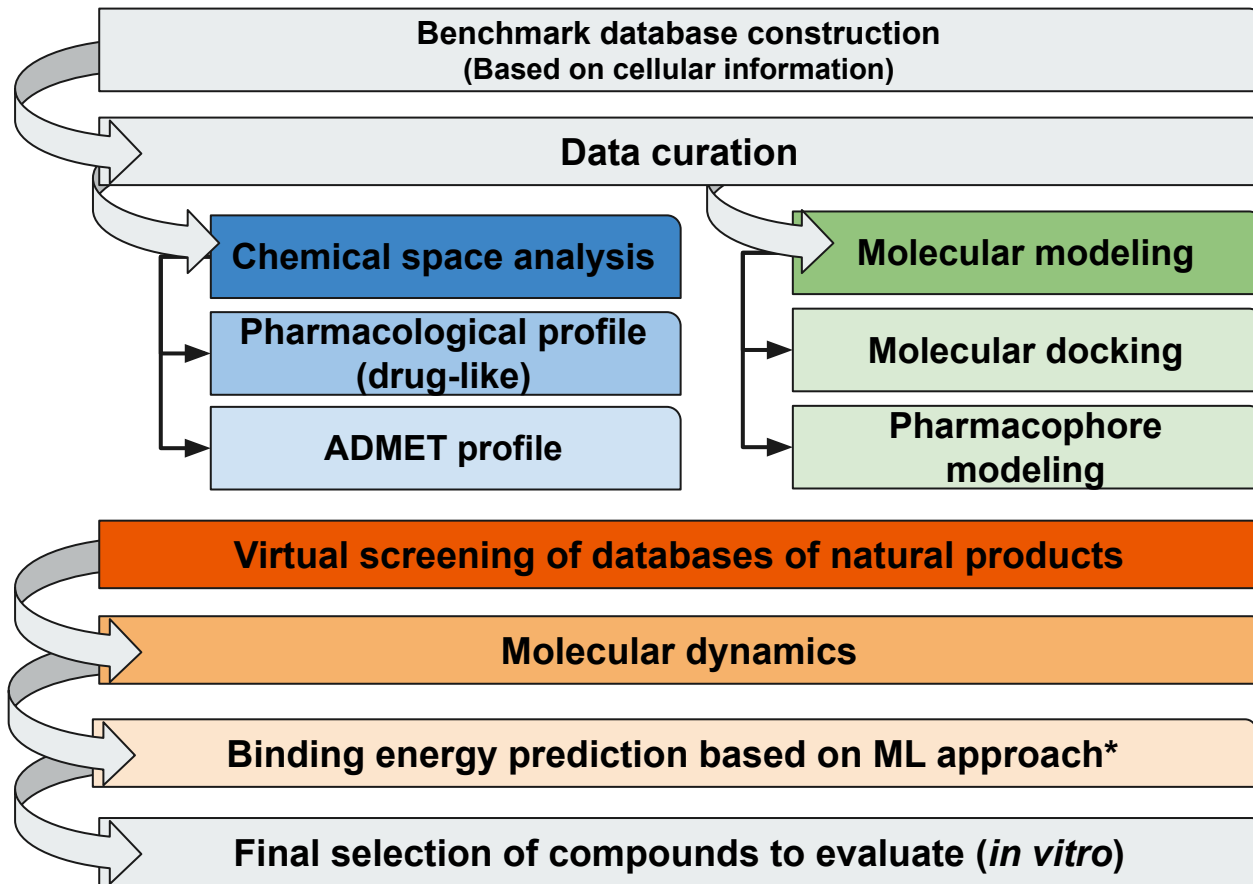 Benchmark database construction
(Based on cellular information)
Data curation
Chemical space analysis
Pharmacological profile
(drug-like)
ADMET profile
Molecular modeling
Molecular docking
Pharmacophore
modeling
Virtual screening of databases of natural products
Molecular dynamics
Binding energy prediction based on ML approach*
Final selection of compounds to evaluate (in vitro)